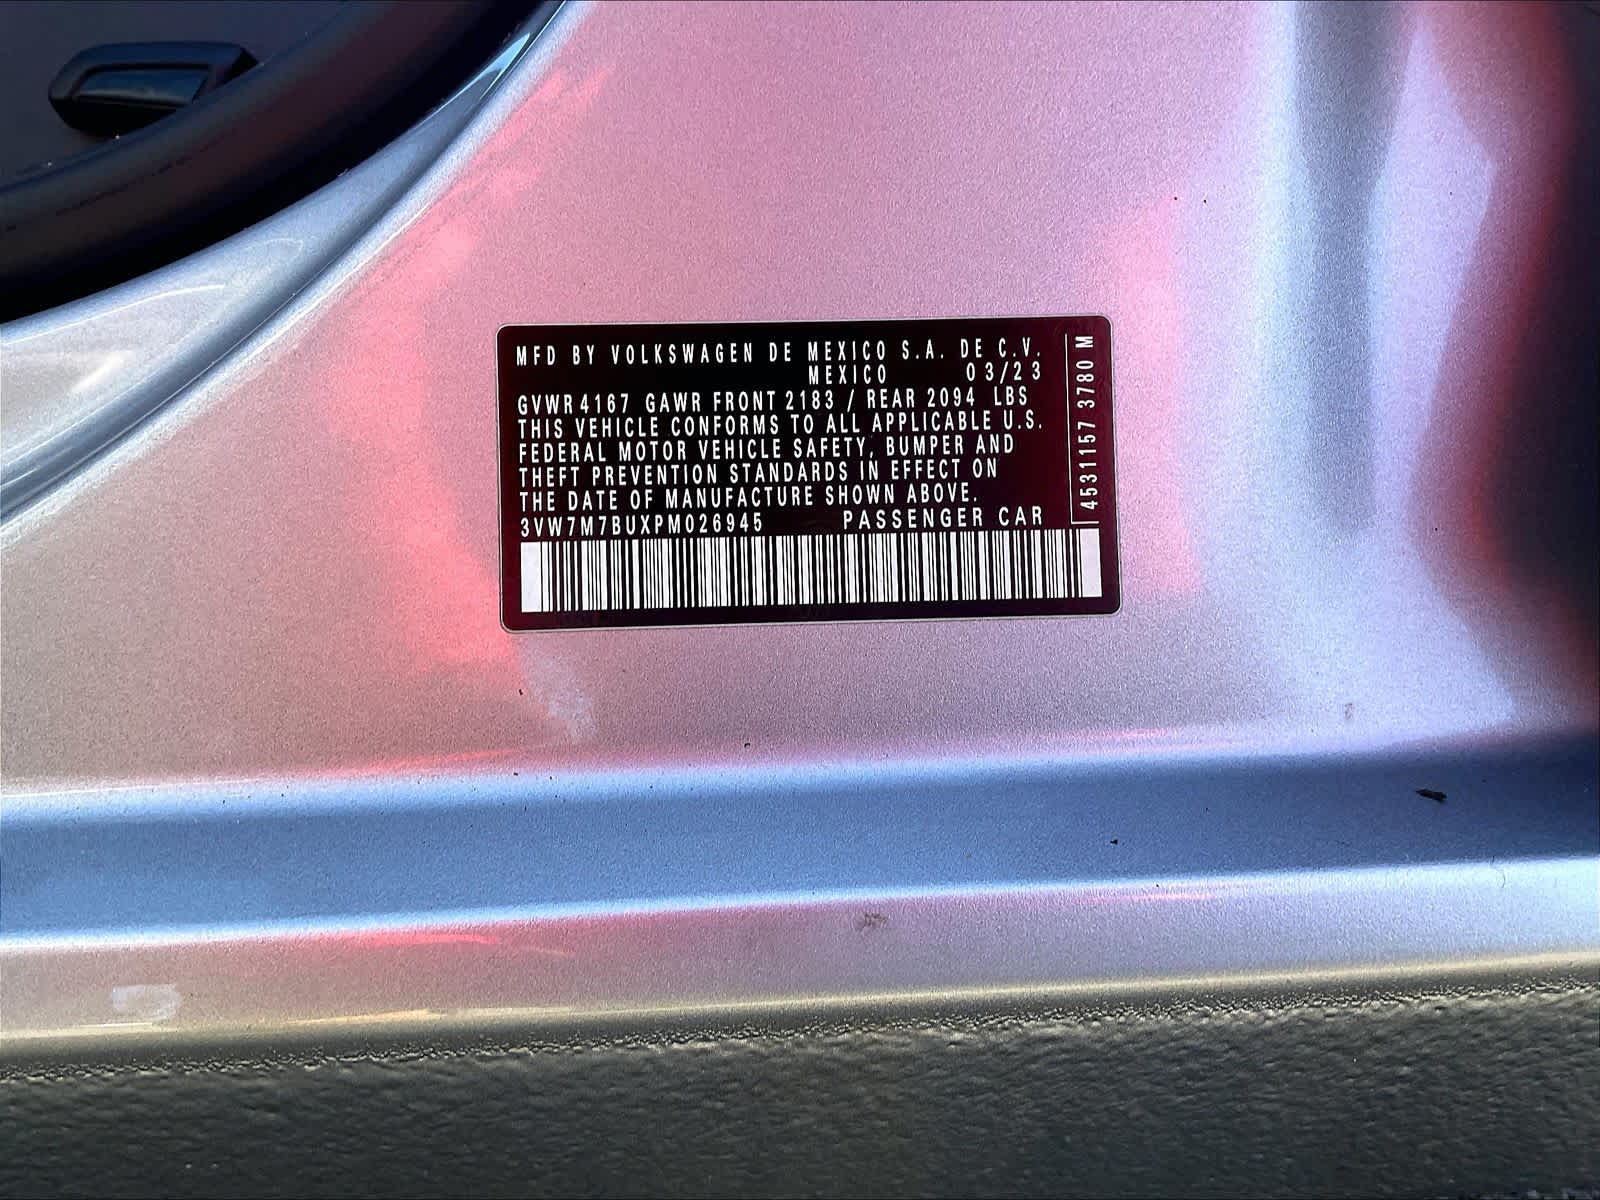 MFD BY VOLKSWAGEN DE MEXICO S.A. DE C.V.
MEXICO 03/23
GVWR 4167 GAWR FRONT 2183 / REAR 2094 LBS
THIS VEHICLE CONFORMS TO ALL APPLICABLE U.S.
FEDERAL MOTOR VEHICLE SAFETY, BUMPER AND
THEFT PREVENTION STANDARDS IN EFFECT ON
THE DATE OF MANUFACTURE SHOWN ABOVE.
3VW7M7BUXPM026945 PASSENGER CAR
4531157 3780 M